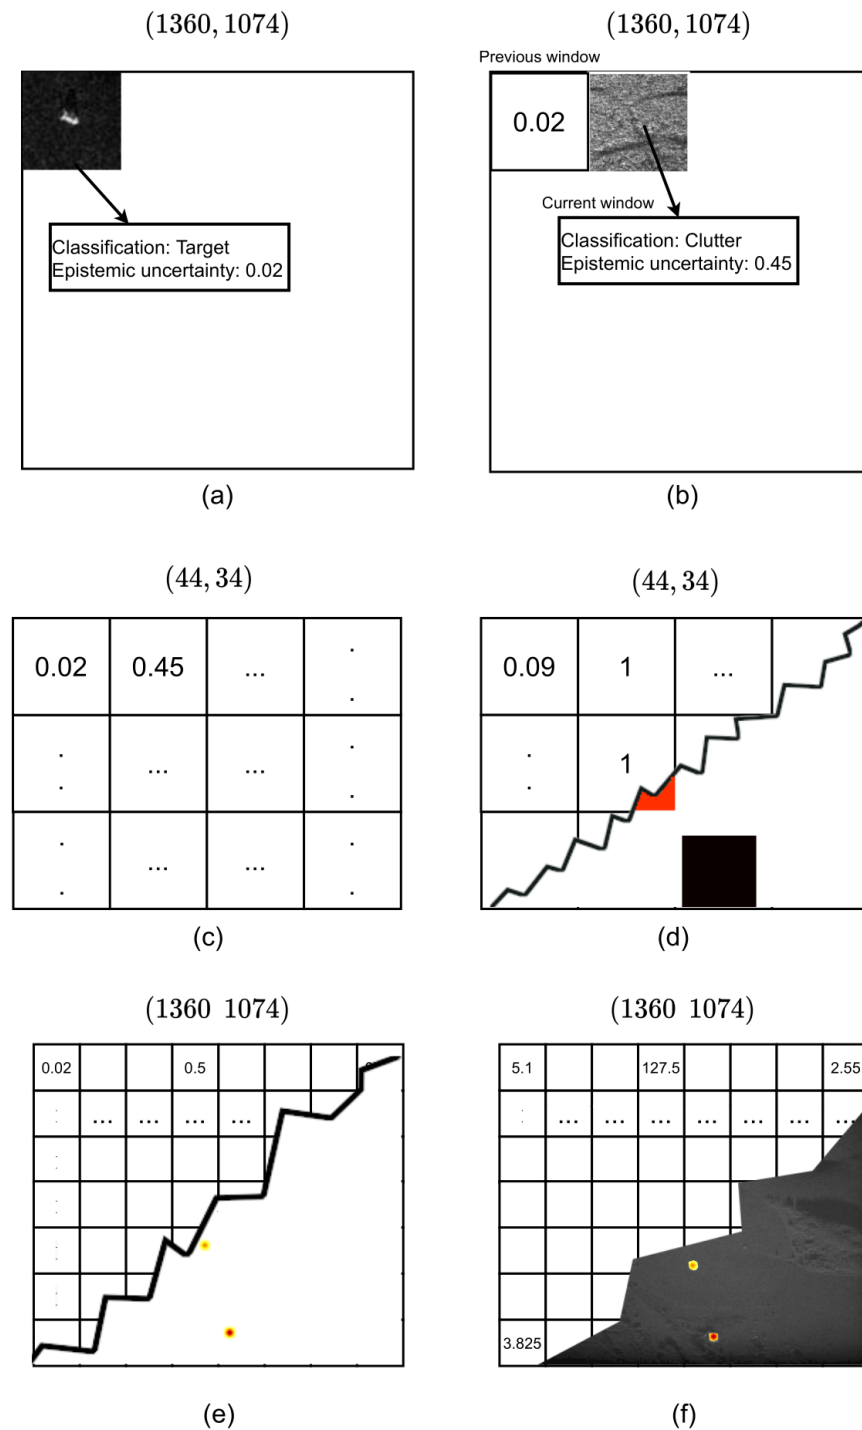 (1360, 1074)
(1360, 1074)
Previous window
0.02
Current window
Classification: Target
Epistemic uncertainty: 0.02
Classification: Clutter
Epistemic uncertainty: 0.45
(a)
(b)
(44, 34)
(44, 34)
0.02 0.45 ... . .
. . ... ... . .
. . ... ... . .
0.09 1 ...
. . 1
(c)
(d)
(1360 1074)
(1360 1074)
0.02 0.5
... ... ... ...
5.1 127.5 2.55
... ... ... ... ... ... ...
3.825
(e)
(f)